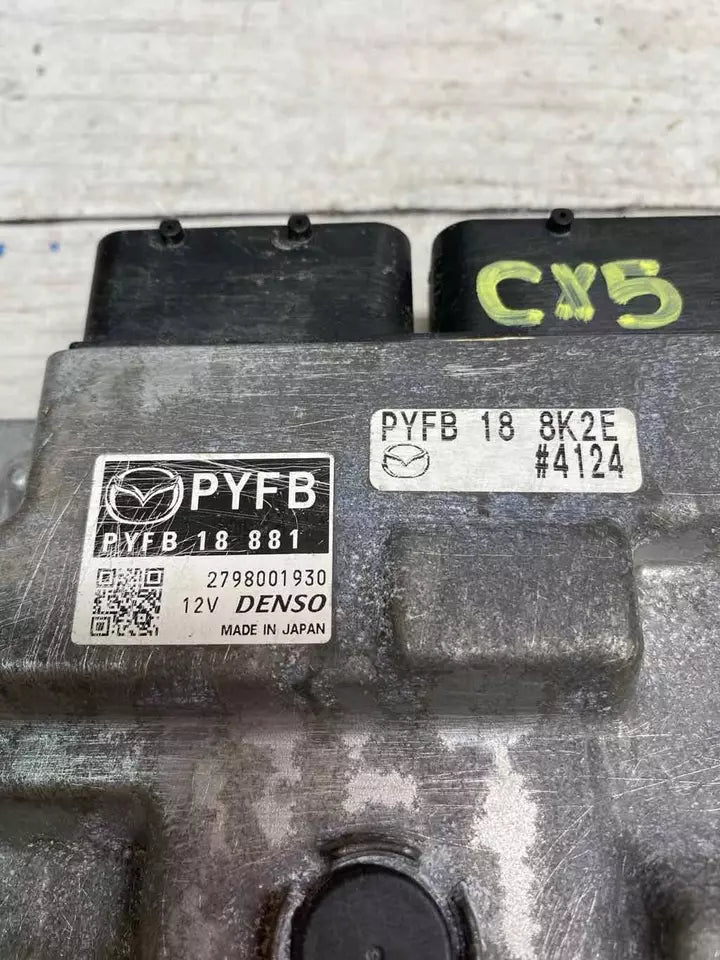 CX5
PYFB 18 8K2E
#4124
PYFB
PYFB 18 881
2798001930
12V DENSO
MADE IN JAPAN